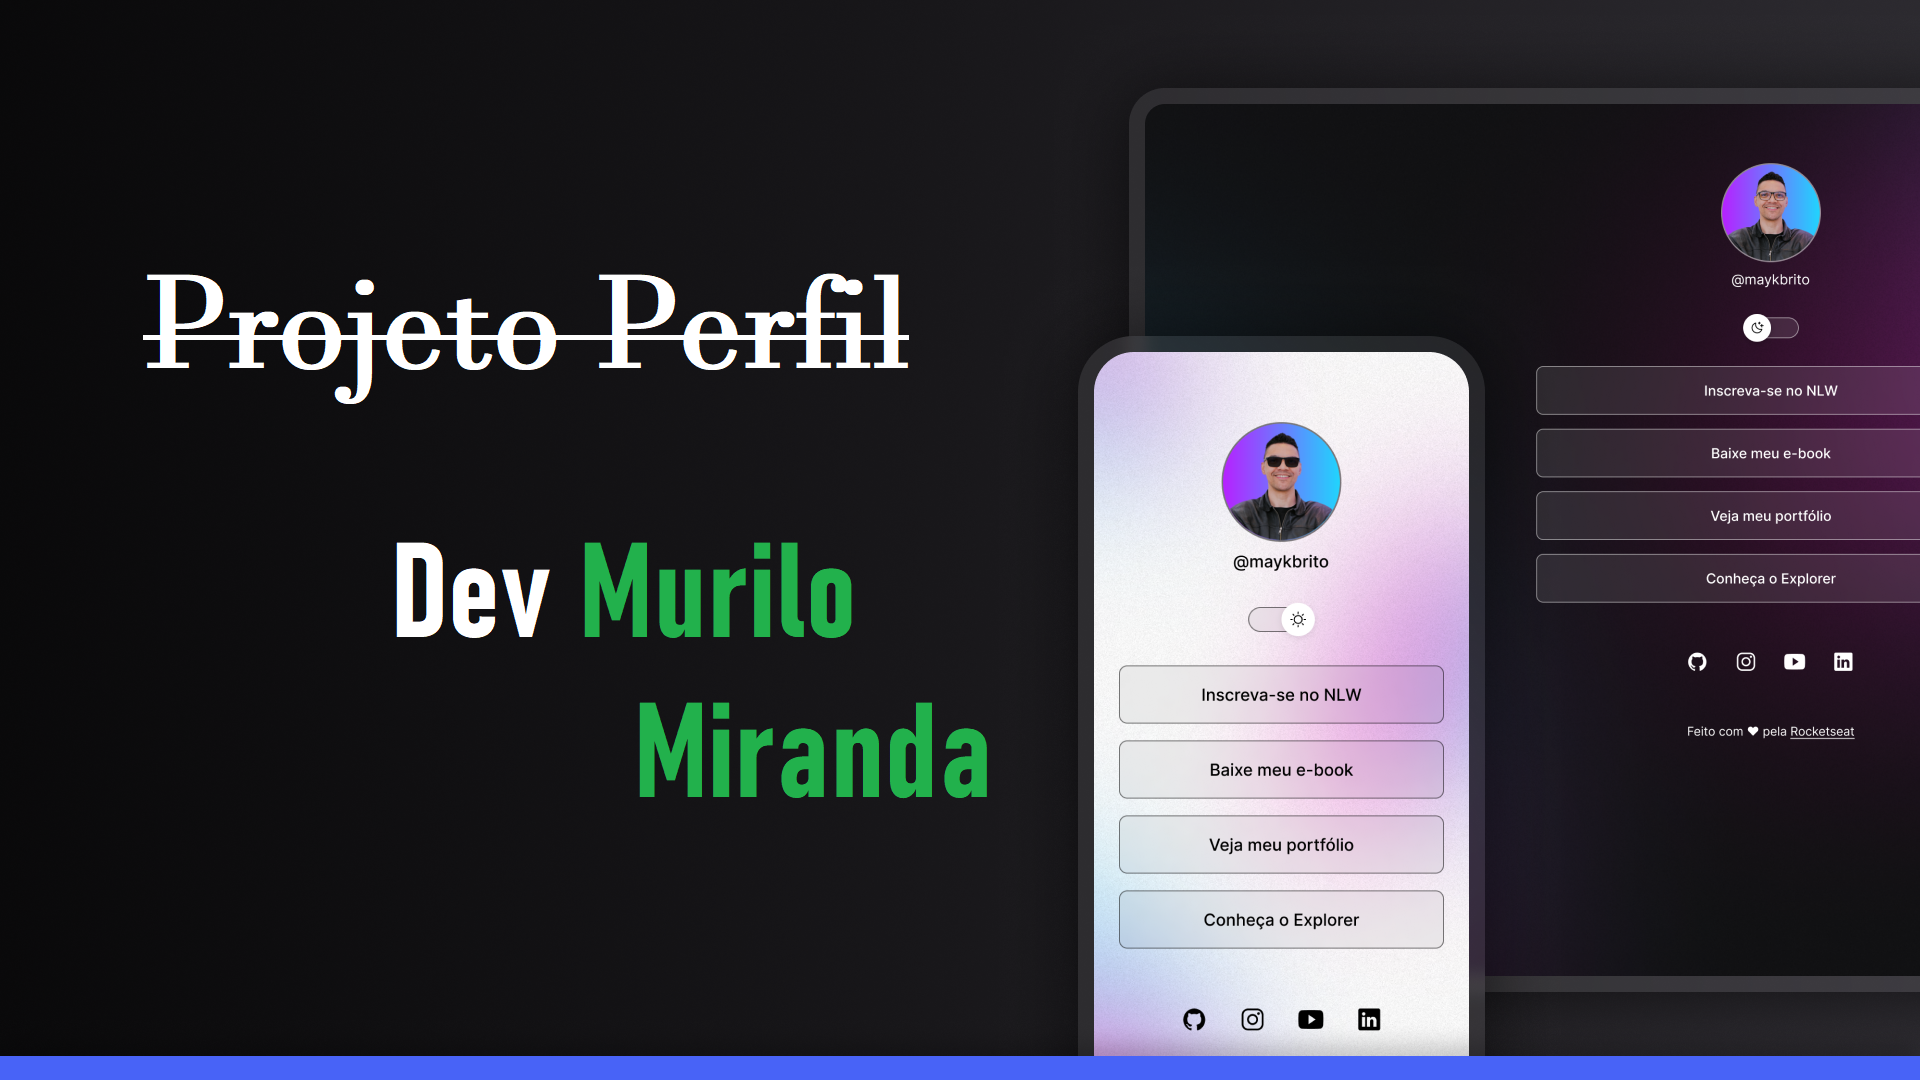 Projeto Perfil
Dev Murilo
Miranda
@maykbrito
Inscreva-se no NLW
Baixe meu e-book
Veja meu portfólio
Conheça o Explorer
@maykbrito
Inscreva-se no NLW
Baixe meu e-book
Veja meu portfólio
Conheça o Explorer
Feito com ♥ pela Rocketseat